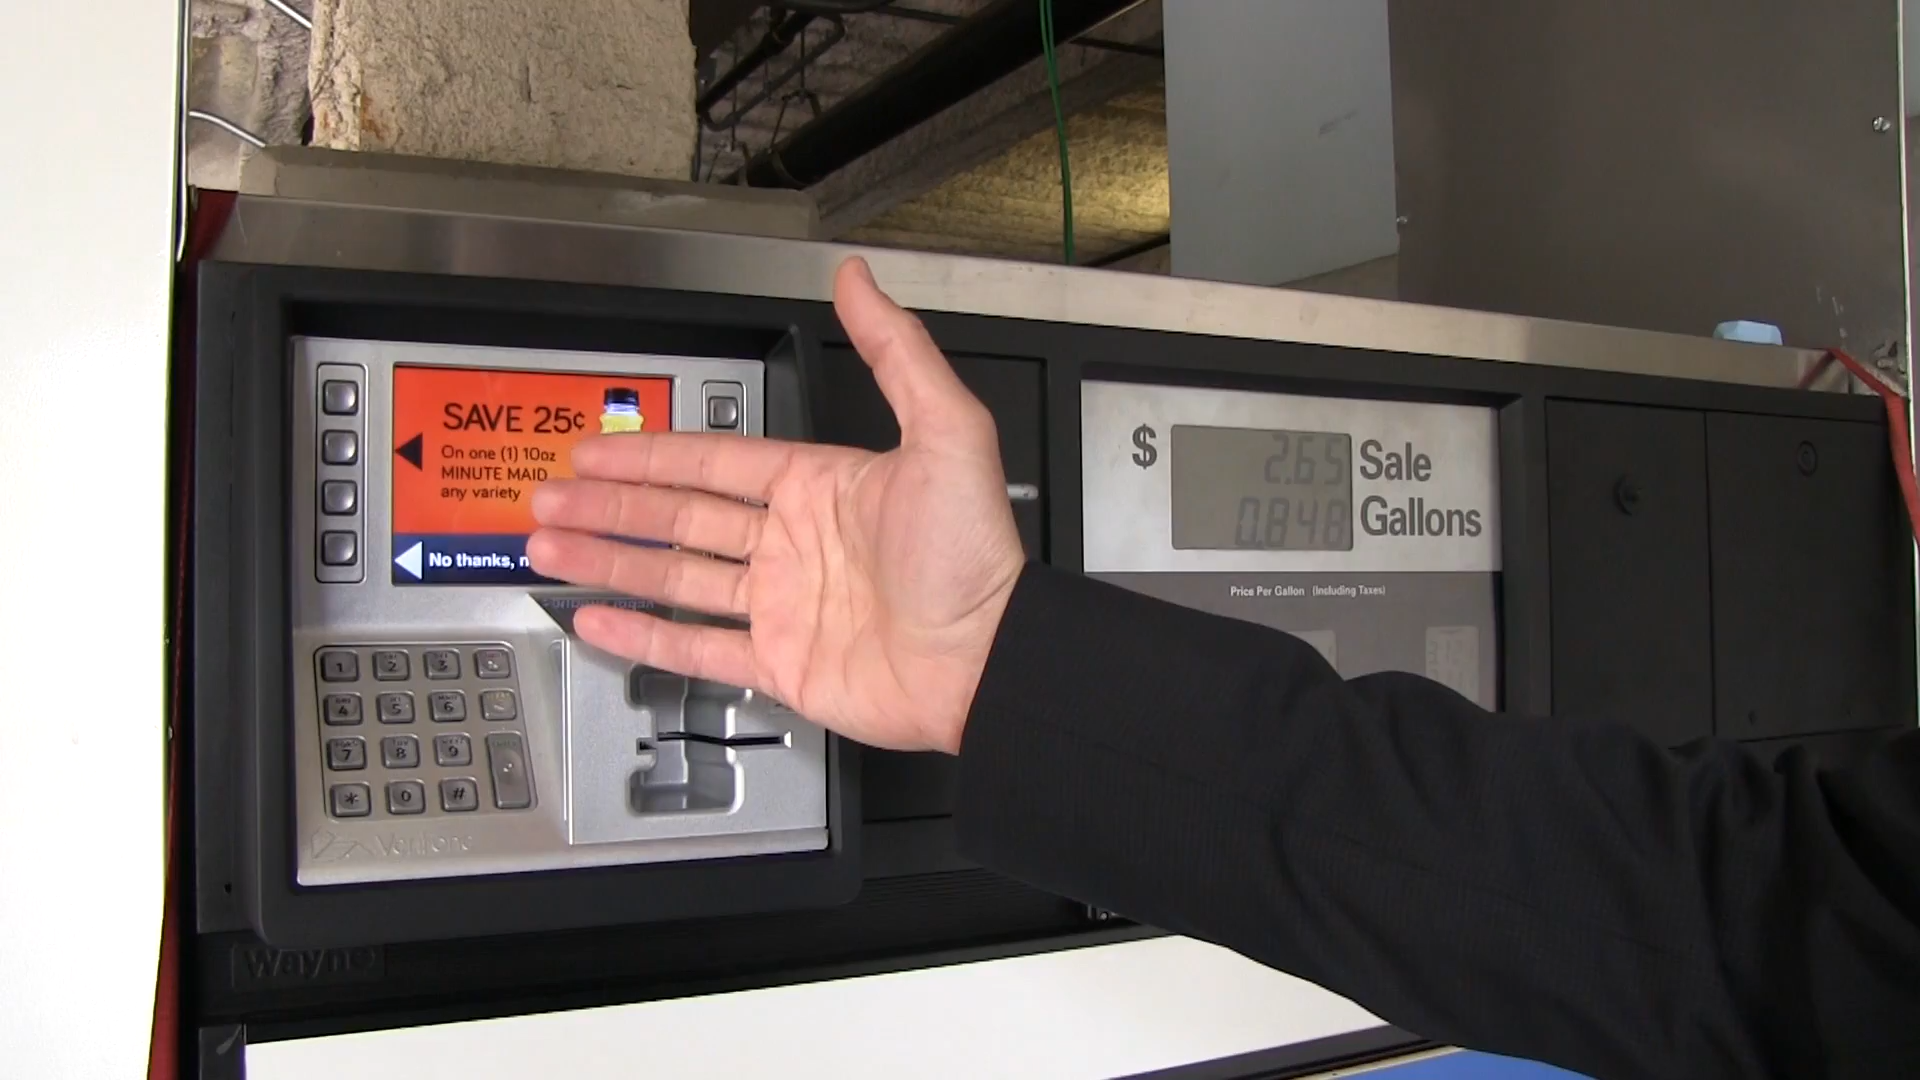 SAVE 25¢
On one (1) 10oz
MINUTE MAID
any variety
No thanks, n
$ 2.65 Sale
0.848 Gallons
Price Per Gallon (Including Taxes)
1 2 3
4 5 6
7 8 9
* 0 #
VeriFone
Wayne